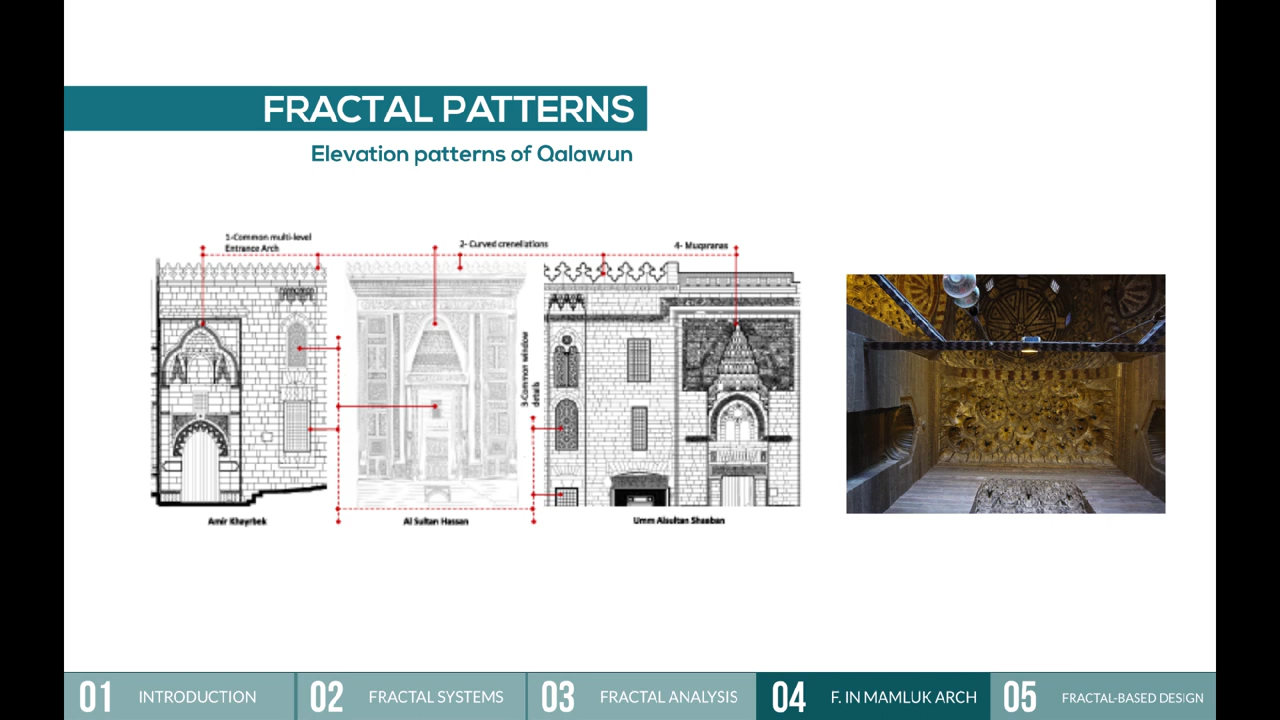 FRACTAL PATTERNS
Elevation patterns of Qalawun
1-Common multi-level
Entrance Arch
2- Curved crenellations
4- Muqranas
3-Common window
details
Amir Khayrbek
Al Sultan Hassan
Umm Alsultan Shaaban
01 INTRODUCTION
02 FRACTAL SYSTEMS
03 FRACTAL ANALYSIS
04 F. IN MAMLUK ARCH
05 FRACTAL-BASED DESIGN